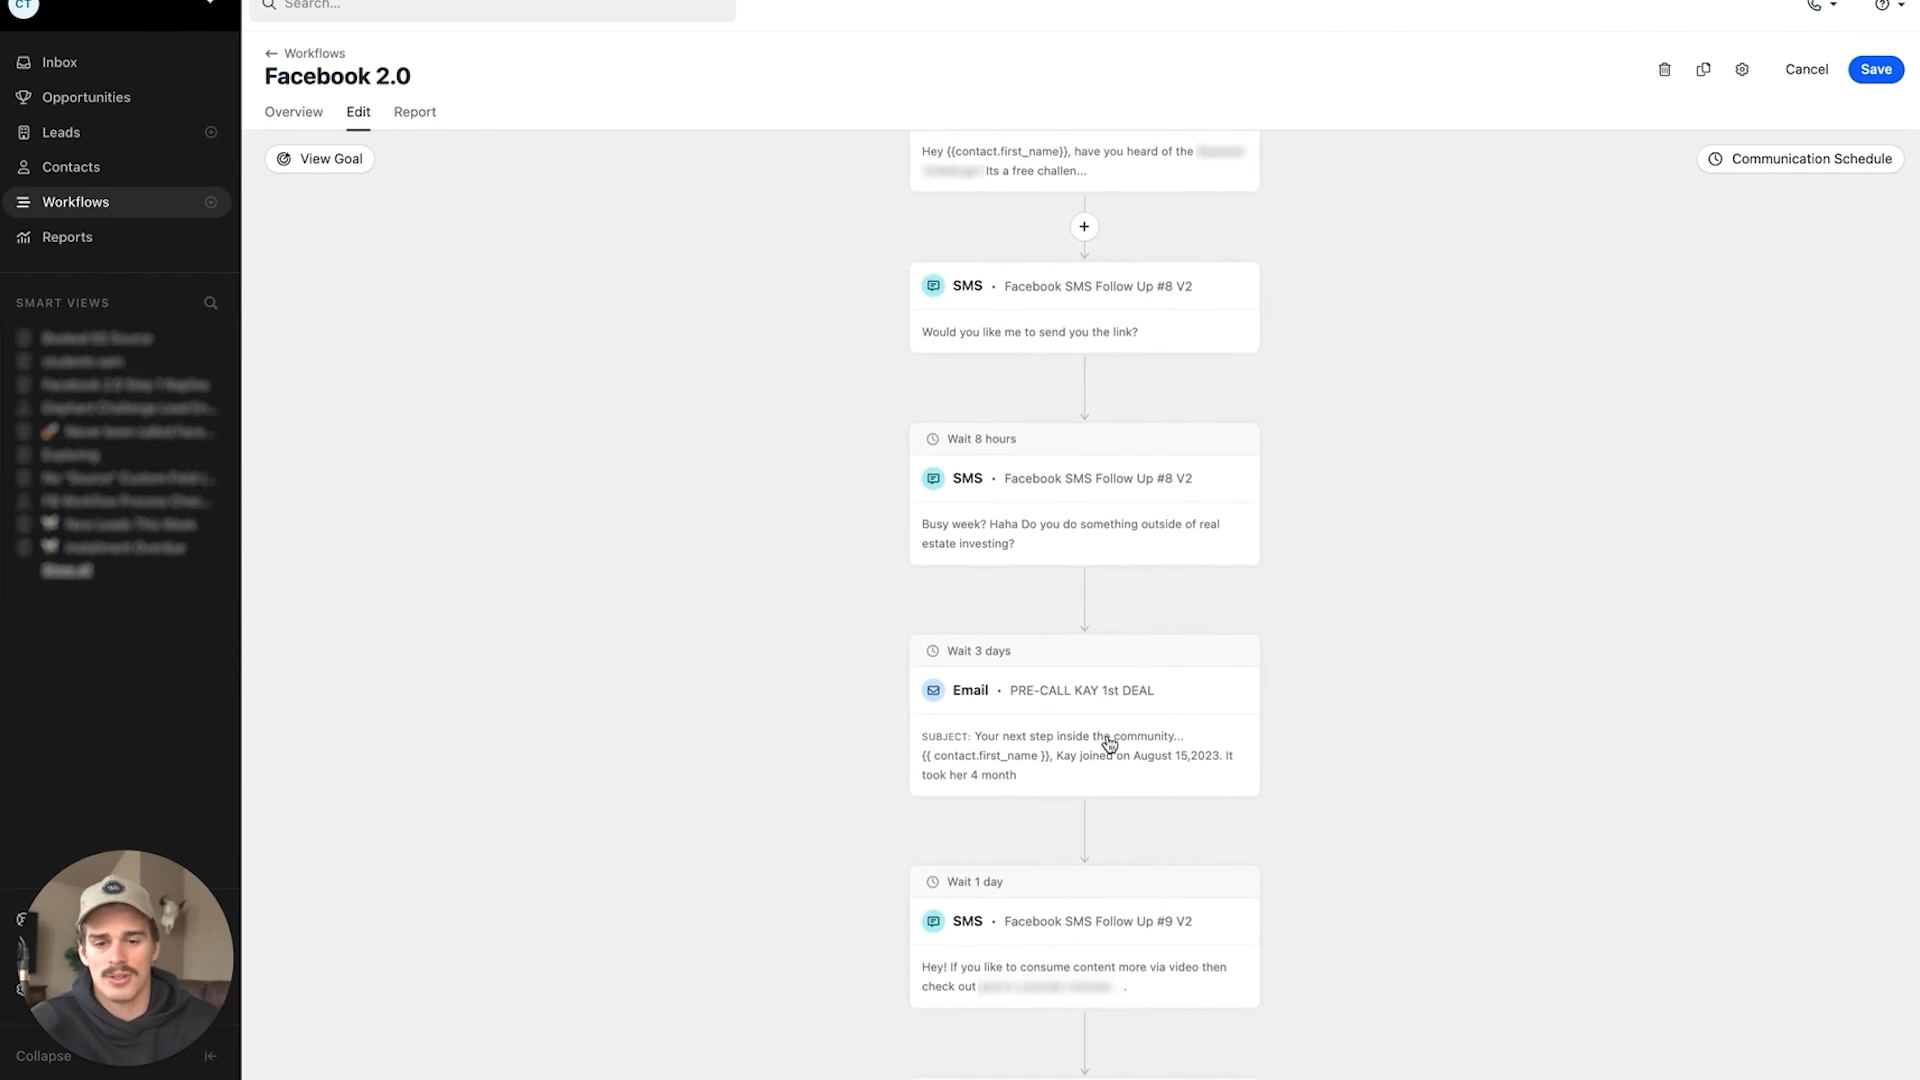 CT
Search...
Inbox
Opportunities
Leads
Contacts
Workflows
Reports
SMART VIEWS
Show all
Collapse
Workflows
Facebook 2.0
Cancel
Save
Overview
Edit
Report
View Goal
Communication Schedule
Hey {{contact.first_name}}, have you heard of the
Its a free challen...
SMS • Facebook SMS Follow Up #8 V2
Would you like me to send you the link?
Wait 8 hours
SMS • Facebook SMS Follow Up #8 V2
Busy week? Haha Do you do something outside of real
estate investing?
Wait 3 days
Email • PRE-CALL KAY 1st DEAL
SUBJECT: Your next step inside the community...
{{ contact.first_name }}, Kay joined on August 15,2023. It
took her 4 month
Wait 1 day
SMS • Facebook SMS Follow Up #9 V2
Hey! If you like to consume content more via video then
check out